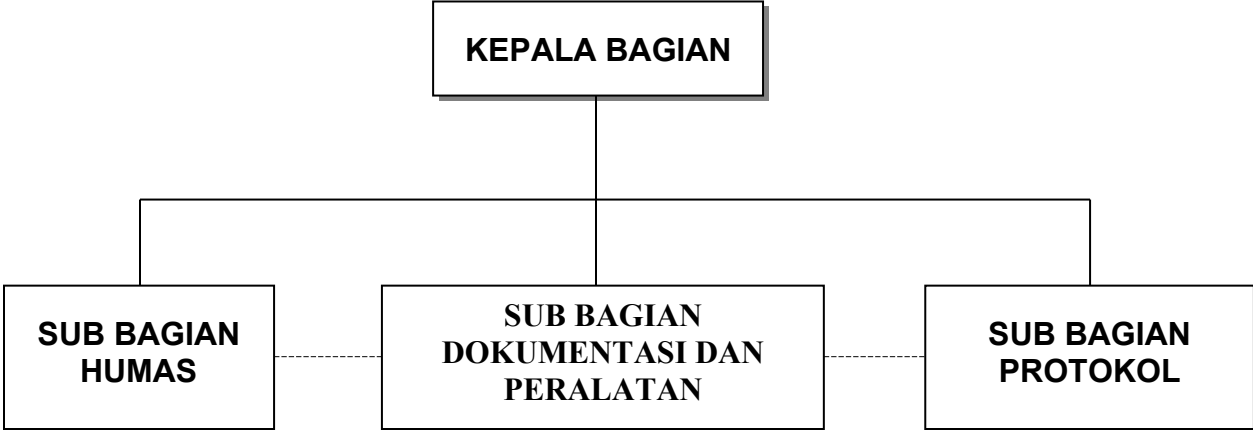 KEPALA BAGIAN
SUB BAGIAN
HUMAS
SUB BAGIAN
DOKUMENTASI DAN
PERALATAN
SUB BAGIAN
PROTOKOL